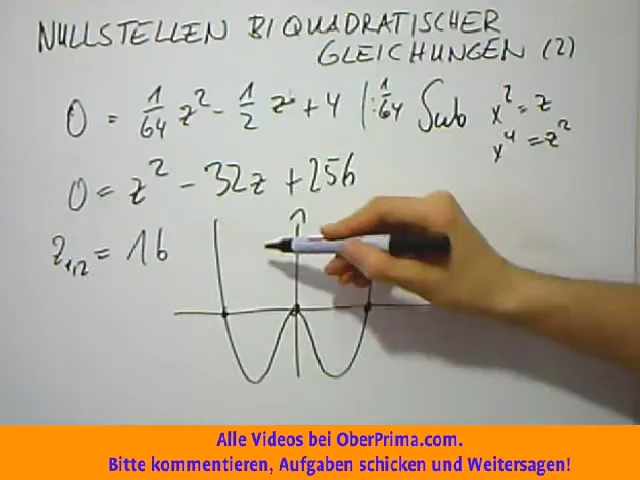 NULLSTELLEN BIQUADRATISCHER
GLEICHUNGEN (2)
0 = 1/64 z² - 1/2 z + 4 | : 1/64 Sub x² = z
x⁴ = z²
0 = z² - 32z + 256
z₁,₂ = 16
Alle Videos bei OberPrima.com.
Bitte kommentieren, Aufgaben schicken und Weitersagen!